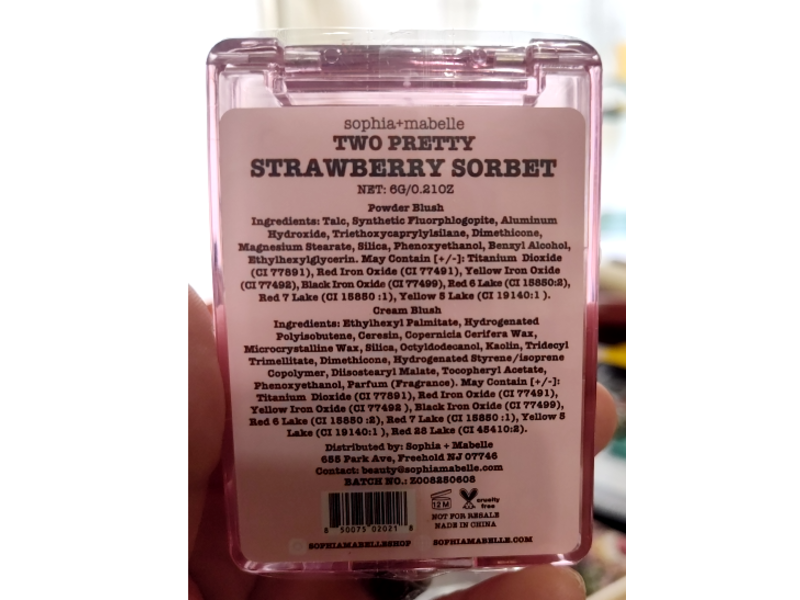 sophia+mabelle
TWO PRETTY
STRAWBERRY SORBET
NET: 6G/0.21OZ
Powder Blush
Ingredients: Talc, Synthetic Fluorphlogopite, Aluminum
Hydroxide, Triethoxycaprylylsilane, Dimethicone,
Magnesium Stearate, Silica, Phenoxyethanol, Benzyl Alcohol,
Ethylhexylglycerin. May Contain [+/-]: Titanium Dioxide
(CI 77891), Red Iron Oxide (CI 77491), Yellow Iron Oxide
(CI 77492), Black Iron Oxide (CI 77499), Red 6 Lake (CI 15850:2),
Red 7 Lake (CI 15850 :1), Yellow 5 Lake (CI 19140:1 ).
Cream Blush
Ingredients: Ethylhexyl Palmitate, Hydrogenated
Polyisobutene, Ceresin, Copernicia Cerifera Wax,
Microcrystalline Wax, Silica, Octyldodecanol, Kaolin, Tridecyl
Trimellitate, Dimethicone, Hydrogenated Styrene/isoprene
Copolymer, Diisostearyl Malate, Tocopheryl Acetate,
Phenoxyethanol, Parfum (Fragrance). May Contain [+/-]:
Titanium Dioxide (CI 77891), Red Iron Oxide (CI 77491),
Yellow Iron Oxide (CI 77492 ), Black Iron Oxide (CI 77499),
Red 6 Lake (CI 15850 :2), Red 7 Lake (CI 15850 :1), Yellow 5
Lake (CI 19140:1 ), Red 28 Lake (CI 45410:2).
Distributed by: Sophia + Mabelle
655 Park Ave, Freehold NJ 07746
Contact: beauty@sophiamabelle.com
BATCH NO.: Z008250608
12M
cruelty free
8 50075 02021 8
NOT FOR RESALE
MADE IN CHINA
SOPHIAMABELLESHOP
SOPHIAMABELLE.COM